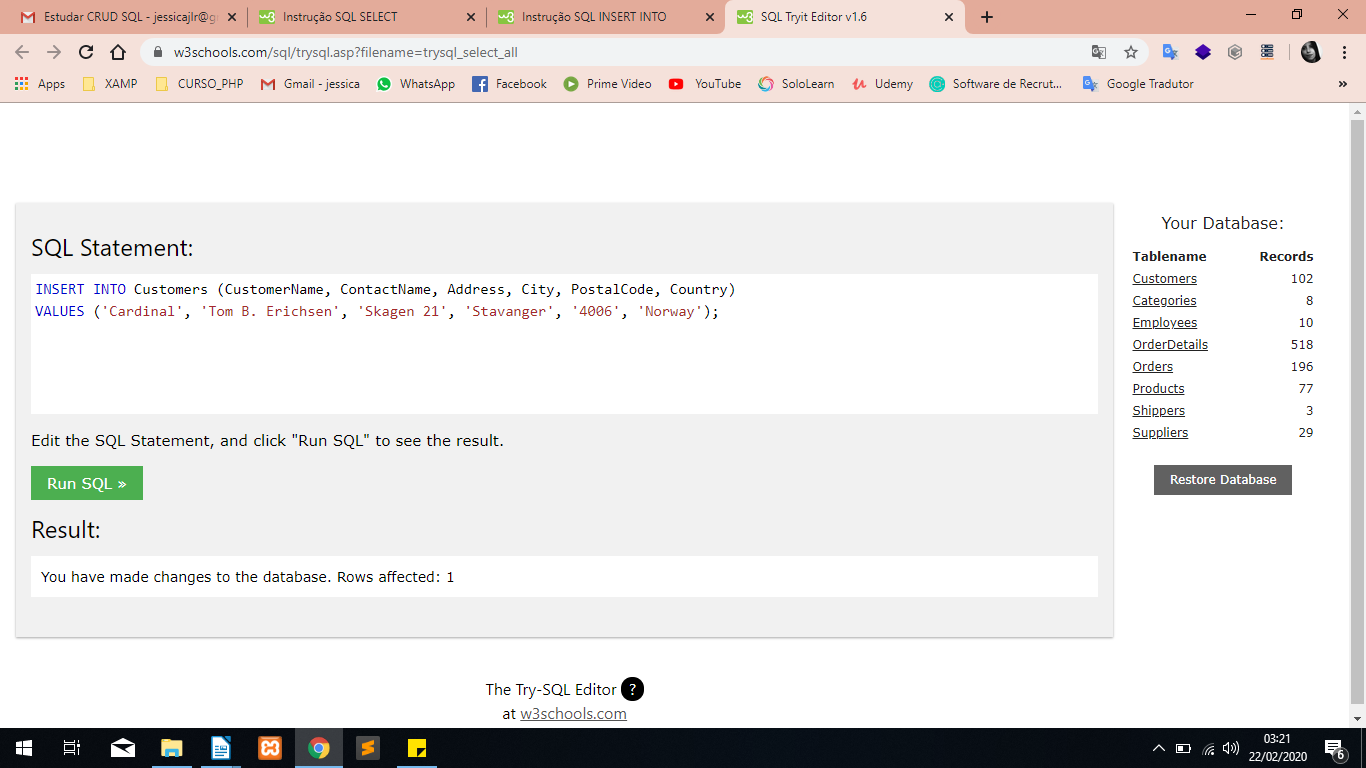 Estudar CRUD SQL - jessicajlr@g
Instrução SQL SELECT
Instrução SQL INSERT INTO
SQL Tryit Editor v1.6
w3schools.com/sql/trysql.asp?filename=trysql_select_all
Apps XAMP CURSO_PHP Gmail - jessica WhatsApp Facebook Prime Video YouTube SoloLearn Udemy Software de Recrut... Google Tradutor »
SQL Statement:
INSERT INTO Customers (CustomerName, ContactName, Address, City, PostalCode, Country)
VALUES ('Cardinal', 'Tom B. Erichsen', 'Skagen 21', 'Stavanger', '4006', 'Norway');
Edit the SQL Statement, and click "Run SQL" to see the result.
Run SQL »
Result:
You have made changes to the database. Rows affected: 1
The Try-SQL Editor ?
at w3schools.com
Your Database:
Tablename Records
Customers 102
Categories 8
Employees 10
OrderDetails 518
Orders 196
Products 77
Shippers 3
Suppliers 29
Restore Database
03:21
22/02/2020
6